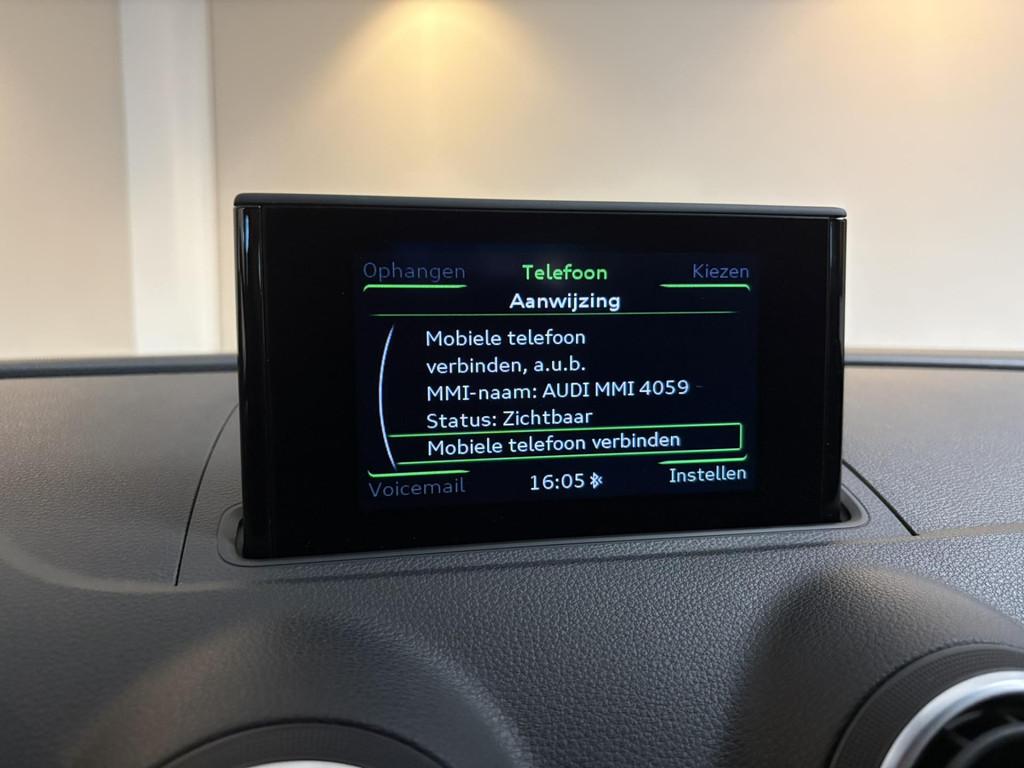 Ophangen Telefoon Kiezen
Aanwijzing
Mobiele telefoon
verbinden, a.u.b.
MMI-naam: AUDI MMI 4059
Status: Zichtbaar
Mobiele telefoon verbinden
Voicemail 16:05 Instellen